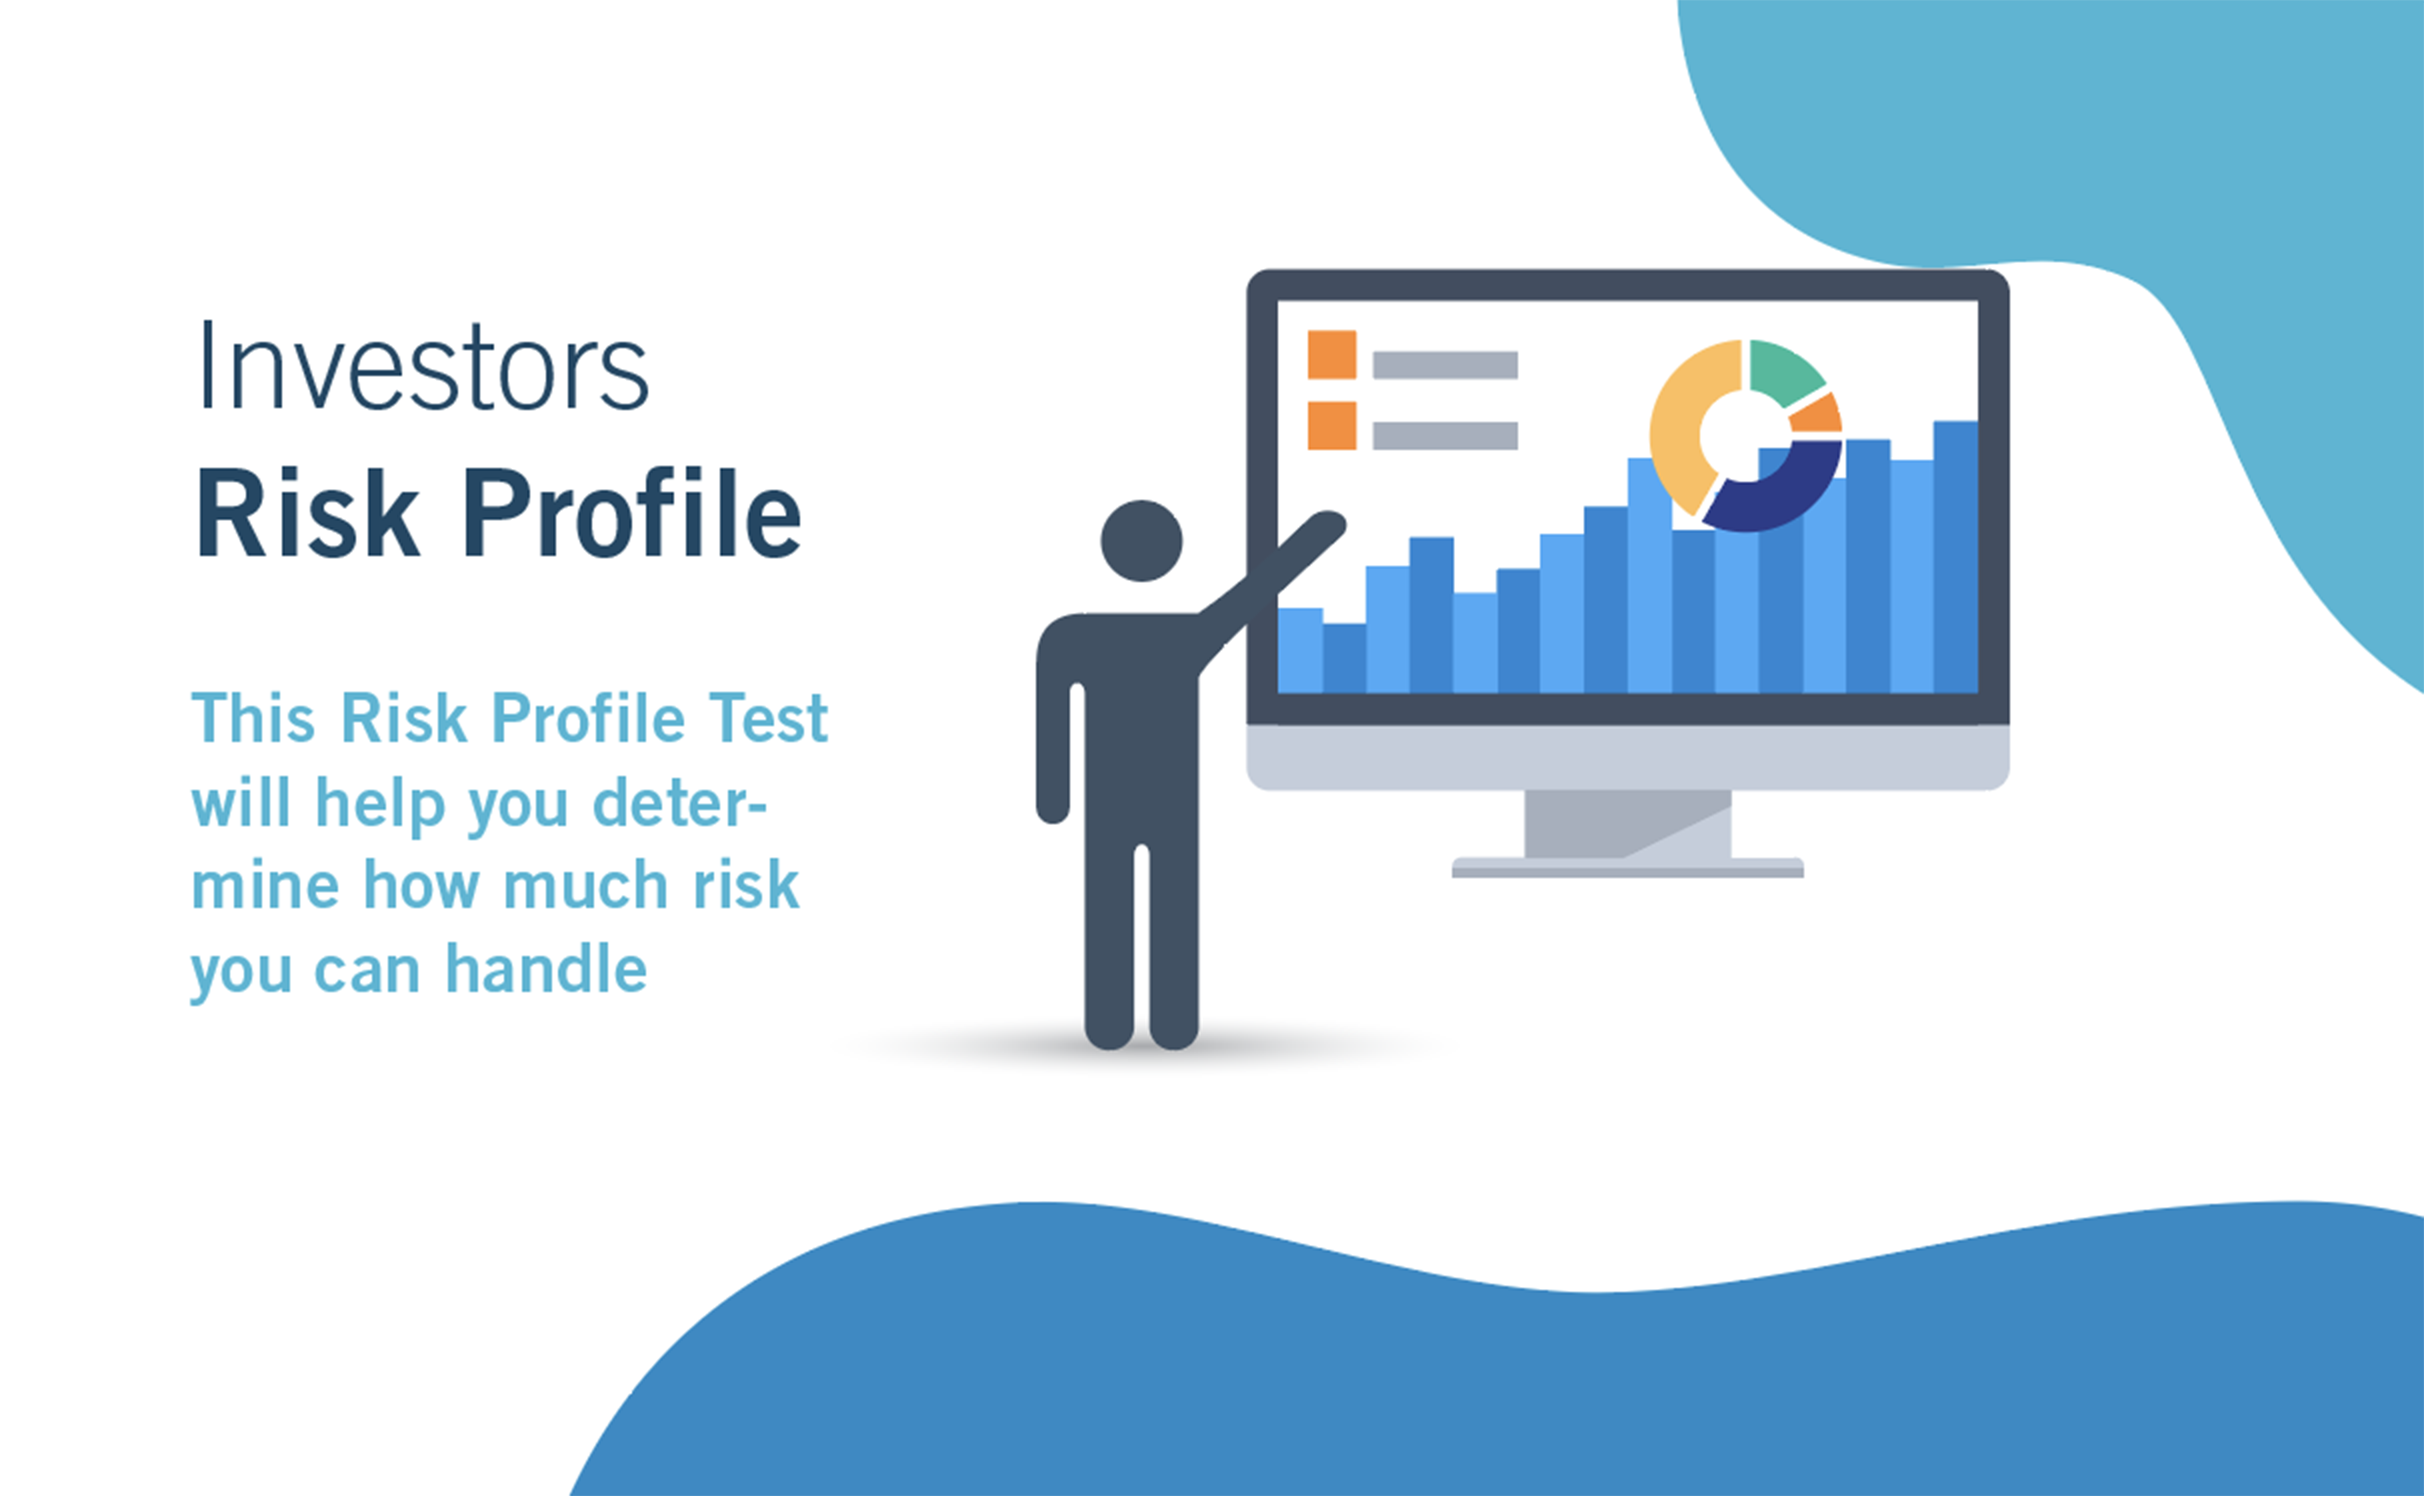 Investors
Risk Profile
This Risk Profile Test
will help you deter-
mine how much risk
you can handle